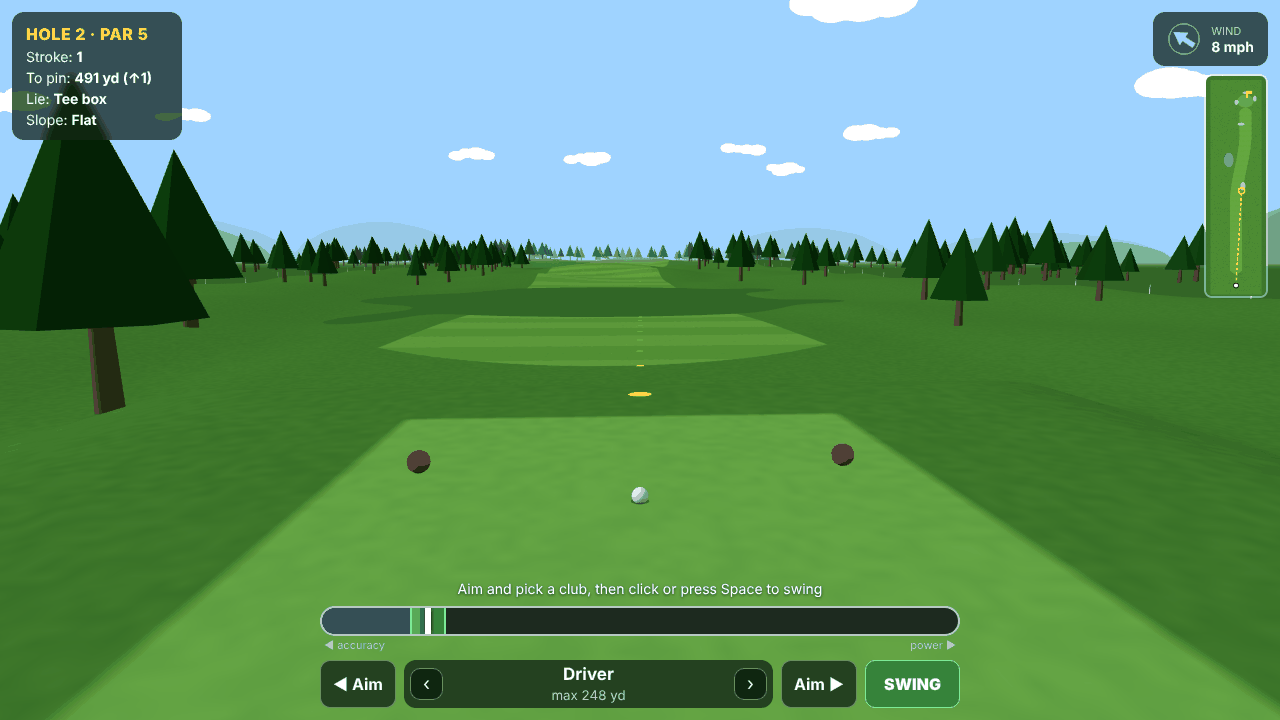 HOLE 2 · PAR 5
Stroke: 1
To pin: 491 yd (↑1)
Lie: Tee box
Slope: Flat
WIND
8 mph
Aim and pick a club, then click or press Space to swing
◀ accuracy
power ▶
◀ Aim
‹
Driver
max 248 yd
›
Aim ▶
SWING